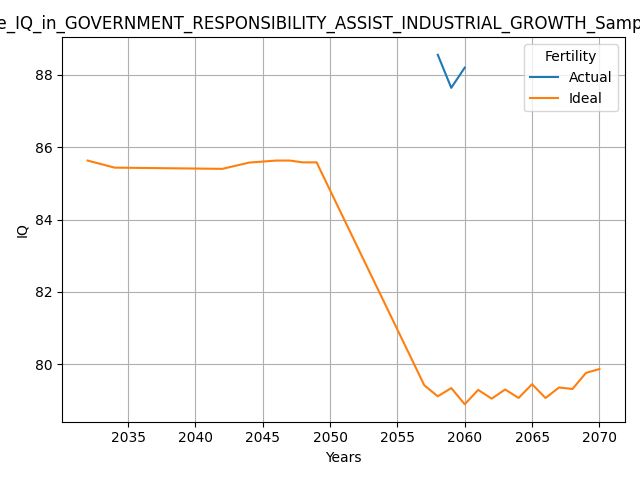 e_IQ_in_GOVERNMENT_RESPONSIBILITY_ASSIST_INDUSTRIAL_GROWTH_Samp
Fertility
Actual
Ideal
88
86
84
82
80
IQ
2035 2040 2045 2050 2055 2060 2065 2070
Years